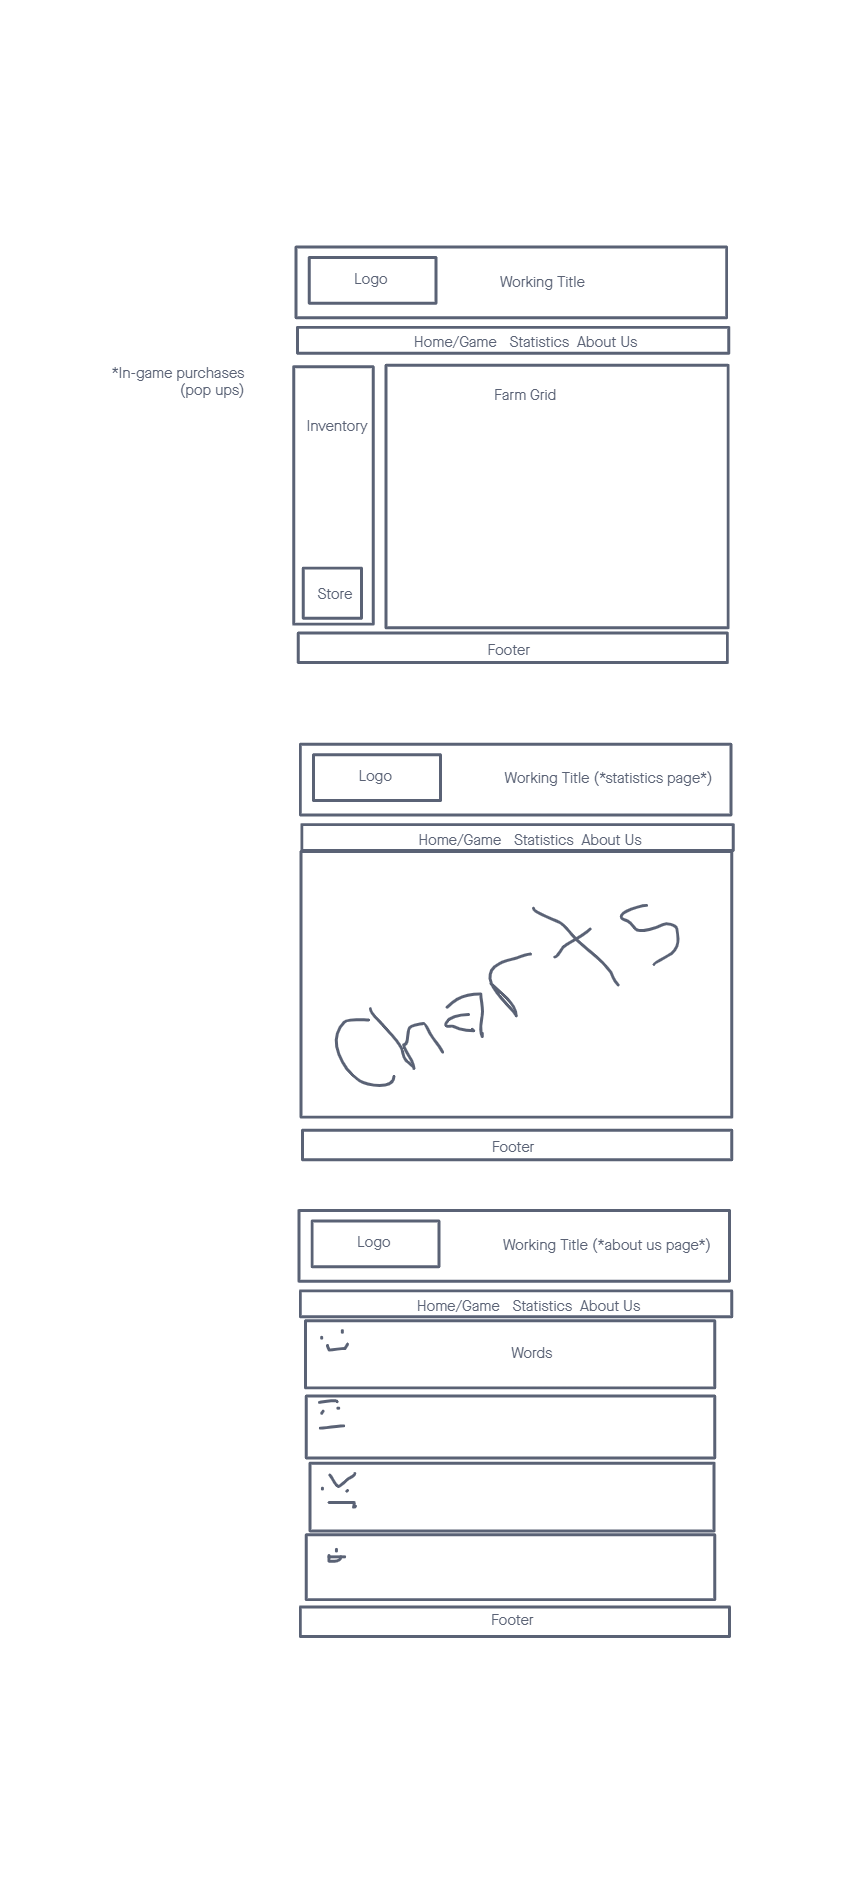 Logo
Working Title
Home/Game Statistics About Us
*In-game purchases
(pop ups)
Inventory
Farm Grid
Store
Footer
Logo
Working Title (*statistics page*)
Home/Game Statistics About Us
Charts
Footer
Logo
Working Title (*about us page*)
Home/Game Statistics About Us
Words
Footer